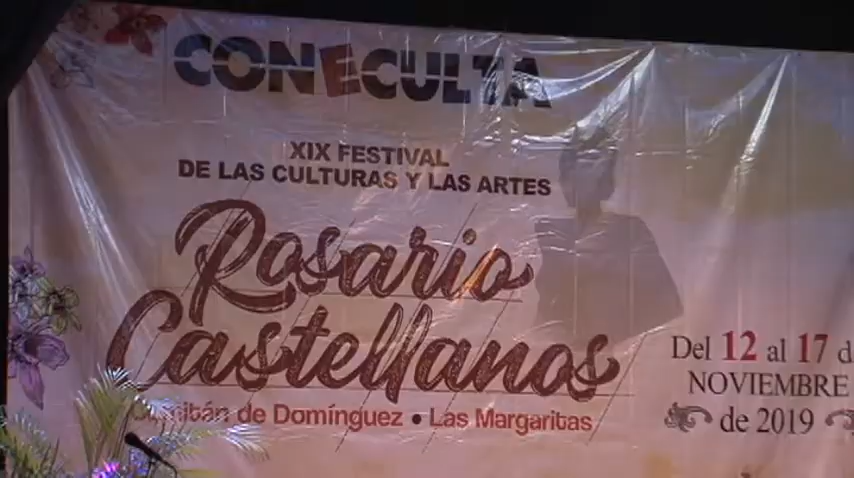 CONECULTA
XIX FESTIVAL
DE LAS CULTURAS Y LAS ARTES
Rosario
Castellanos
Comitán de Domínguez • Las Margaritas
Del 12 al 17 d
NOVIEMBRE
de 2019